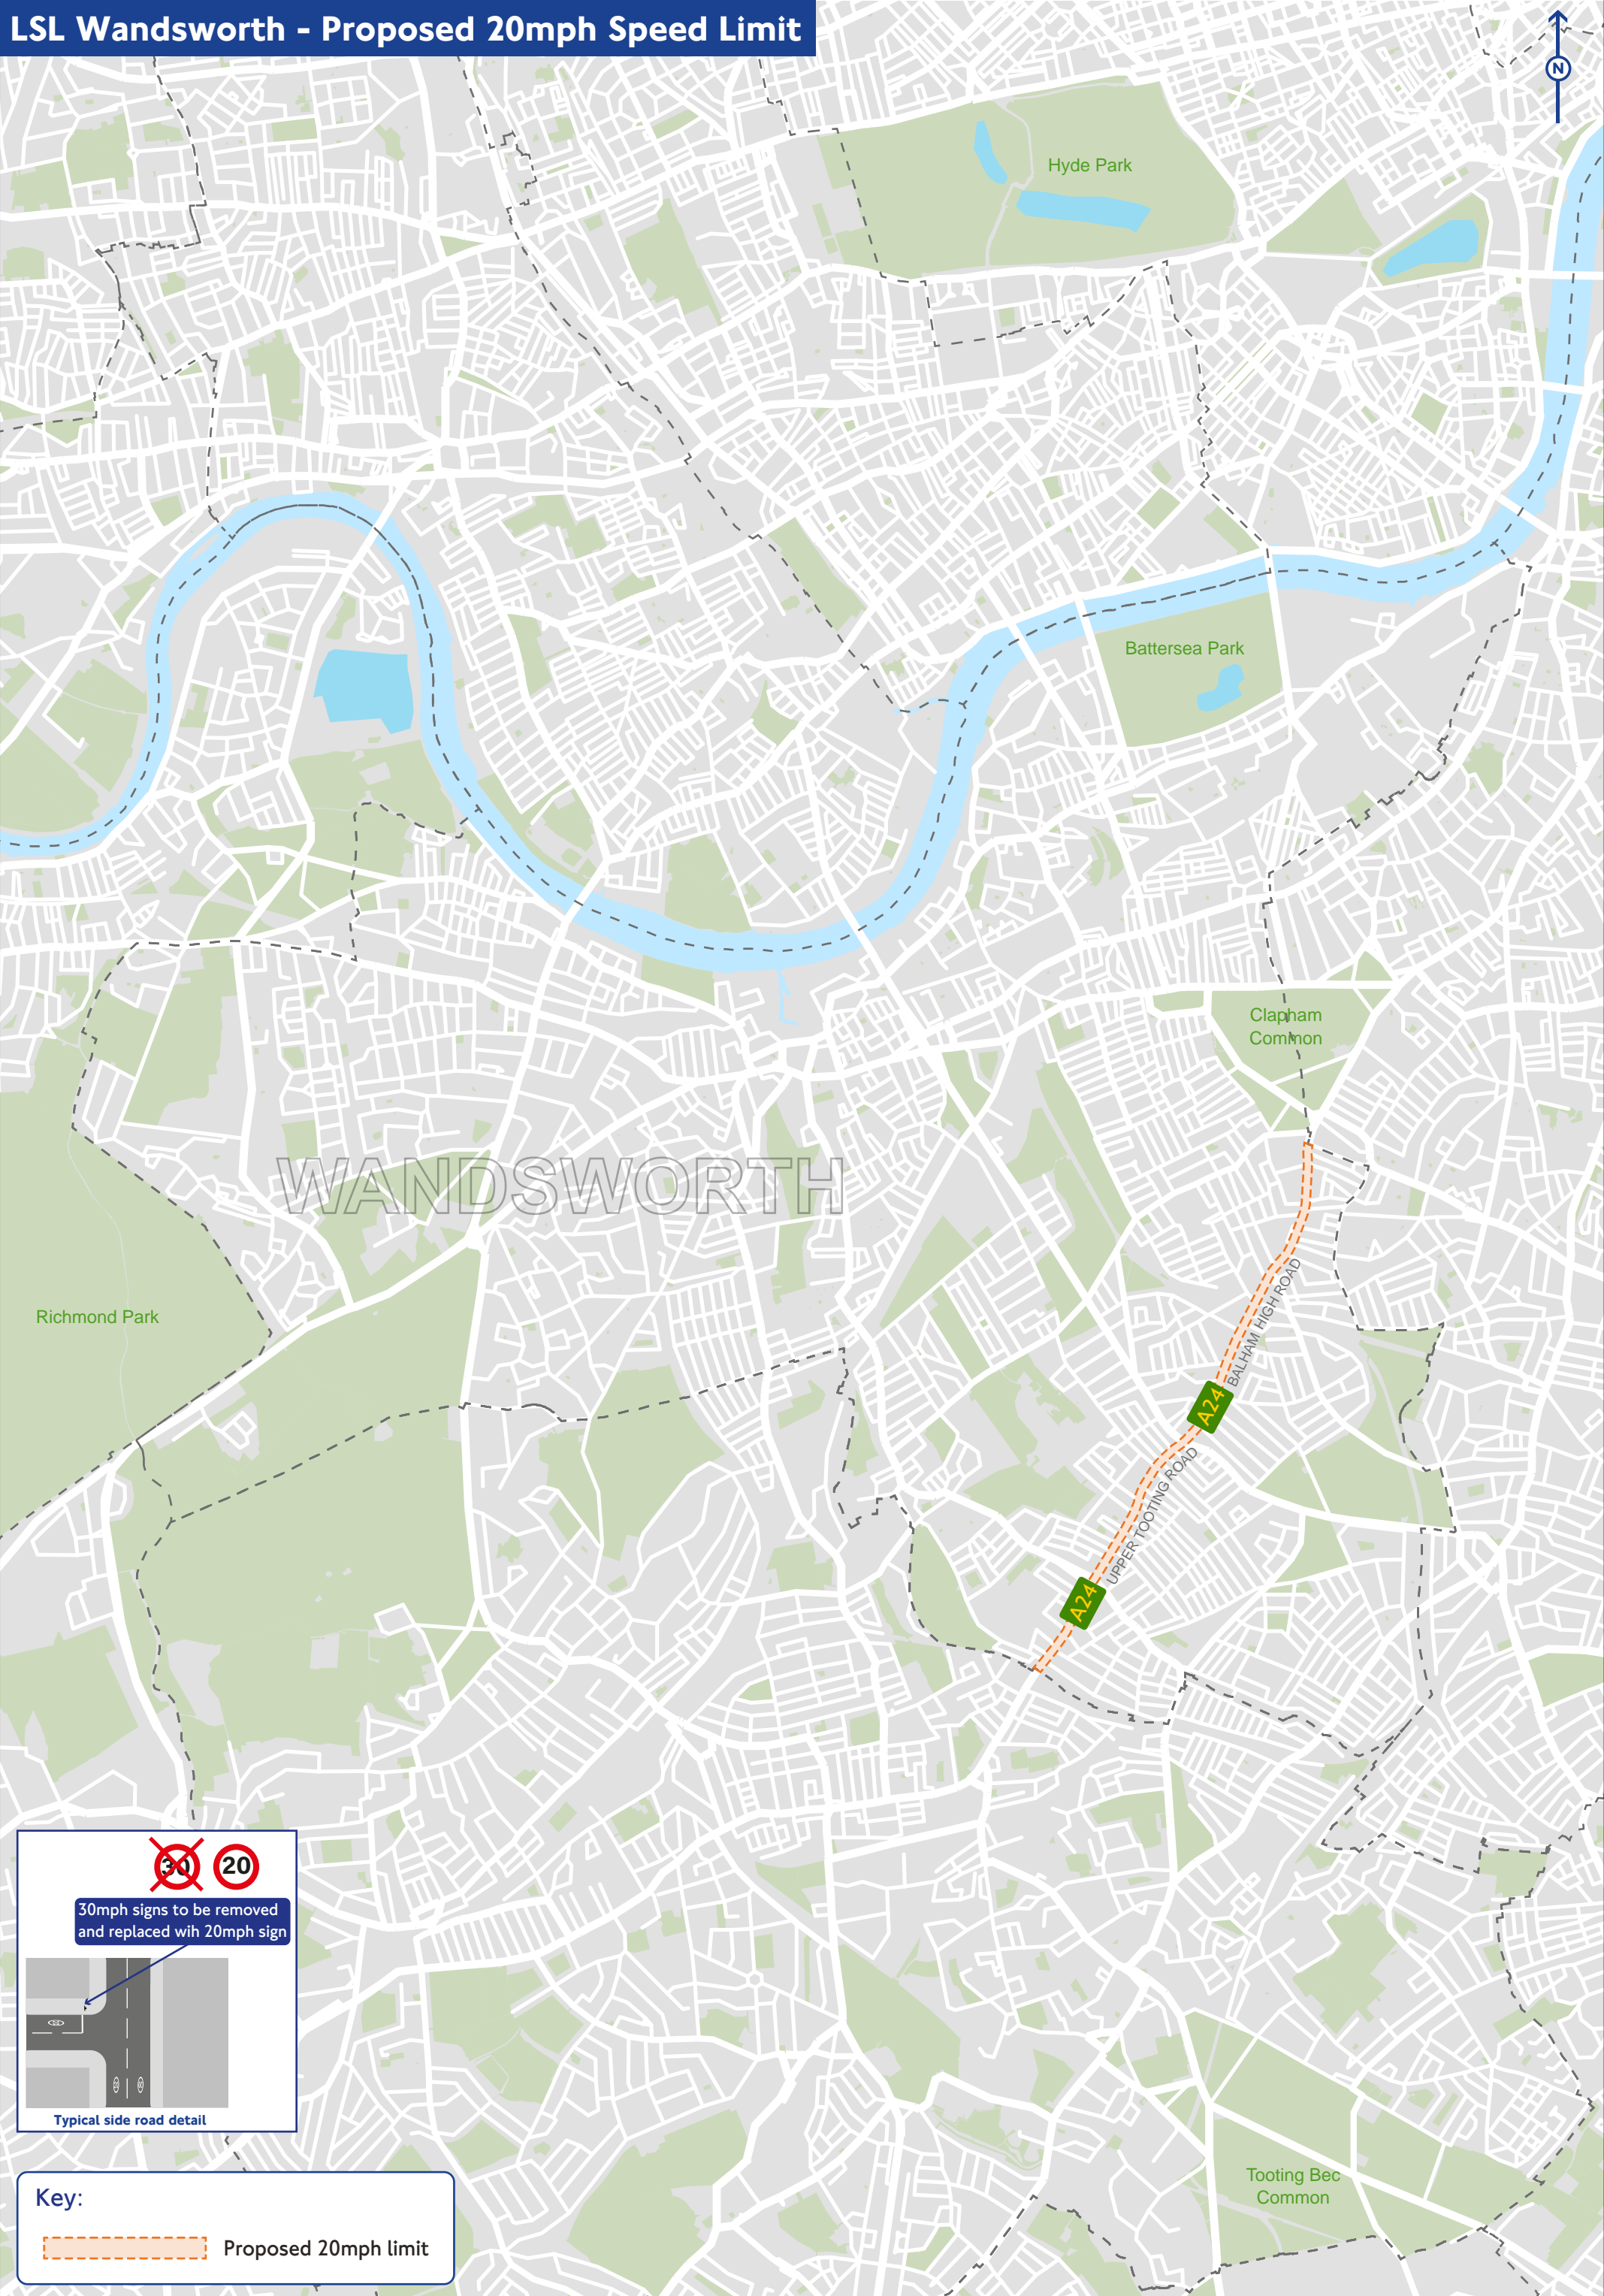 LSL Wandsworth - Proposed 20mph Speed Limit
N
Hyde Park
Battersea Park
Clapham
Common
WANDSWORTH
Richmond Park
BALHAM HIGH ROAD
A24
UPPER TOOTING ROAD
A24
30
20
30mph signs to be removed
and replaced wih 20mph sign
Typical side road detail
Tooting Bec
Common
Key:
Proposed 20mph limit